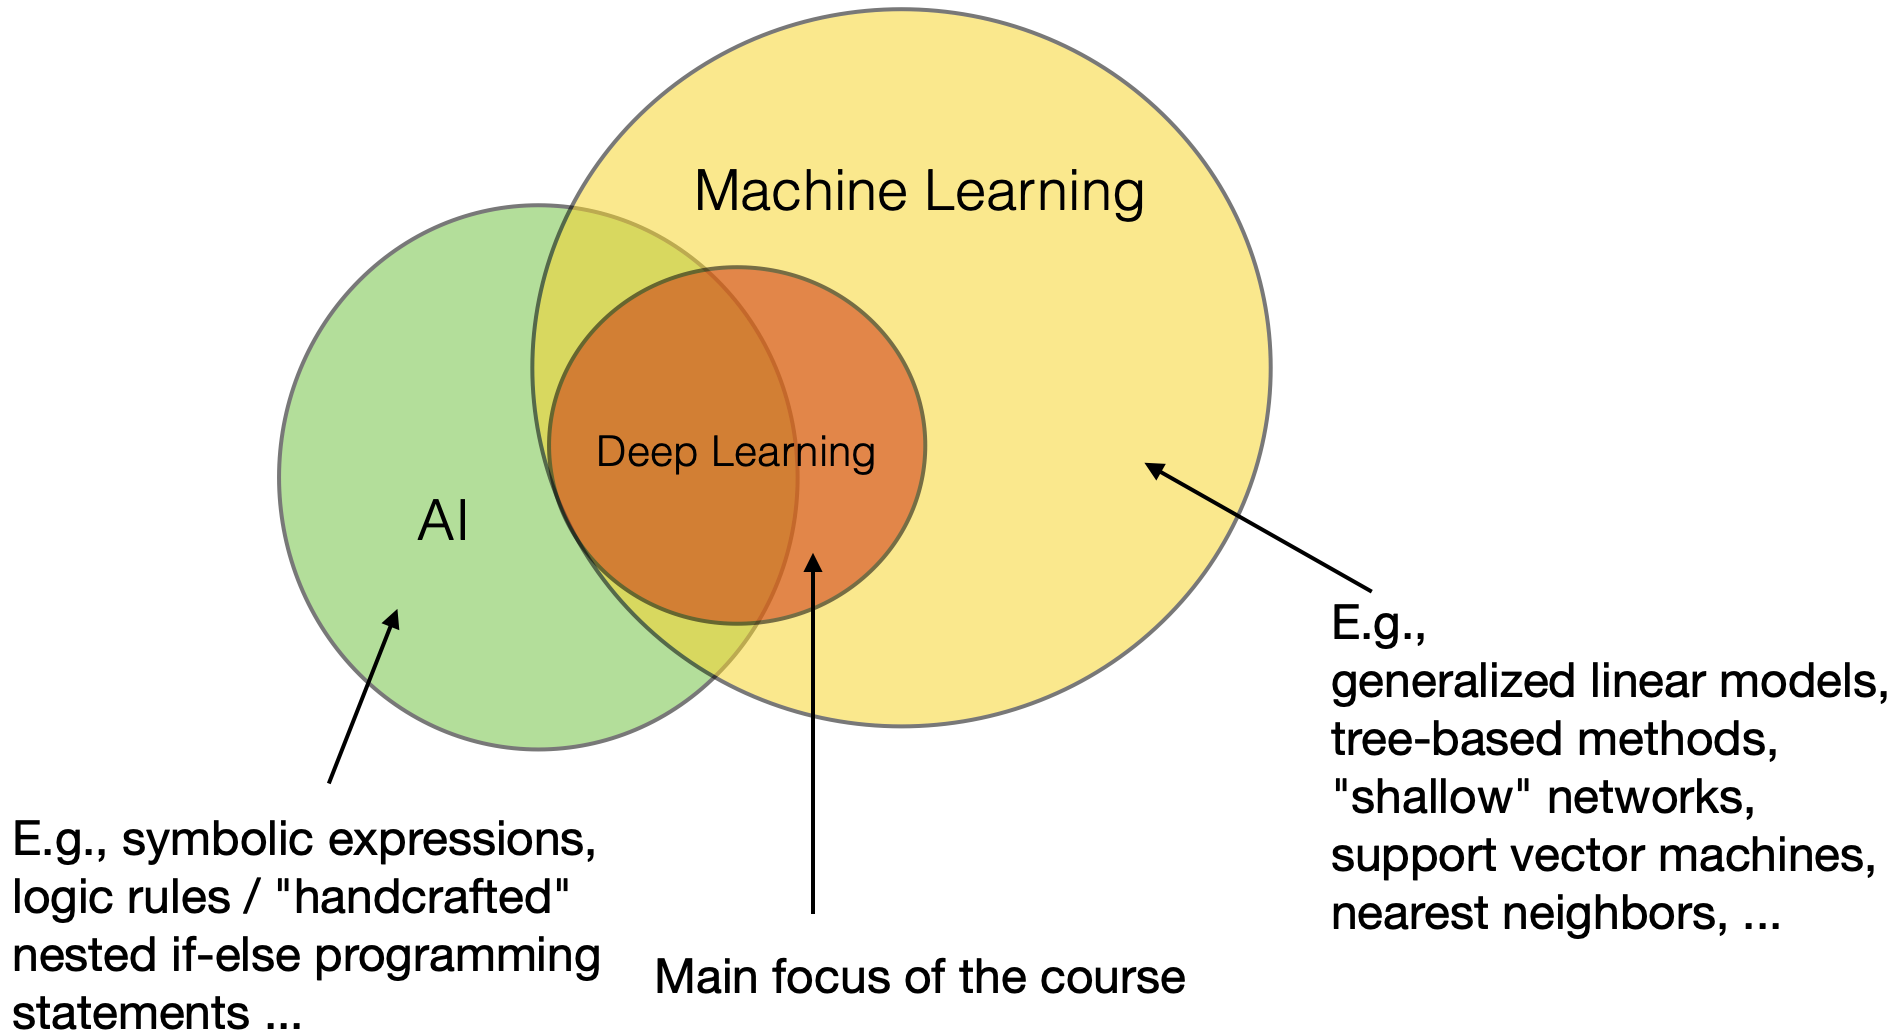 Machine Learning
Deep Learning
AI
E.g., symbolic expressions,
logic rules / "handcrafted"
nested if-else programming
statements ...
Main focus of the course
E.g.,
generalized linear models,
tree-based methods,
"shallow" networks,
support vector machines,
nearest neighbors, ...